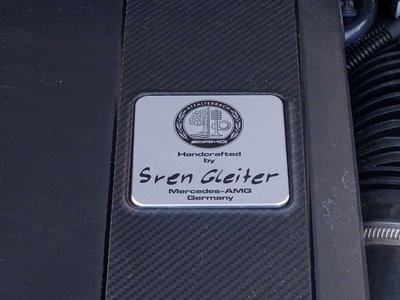 AFFALTERBACH
AMG
Handcrafted
by
Sven Gleiter
Mercedes-AMG
Germany